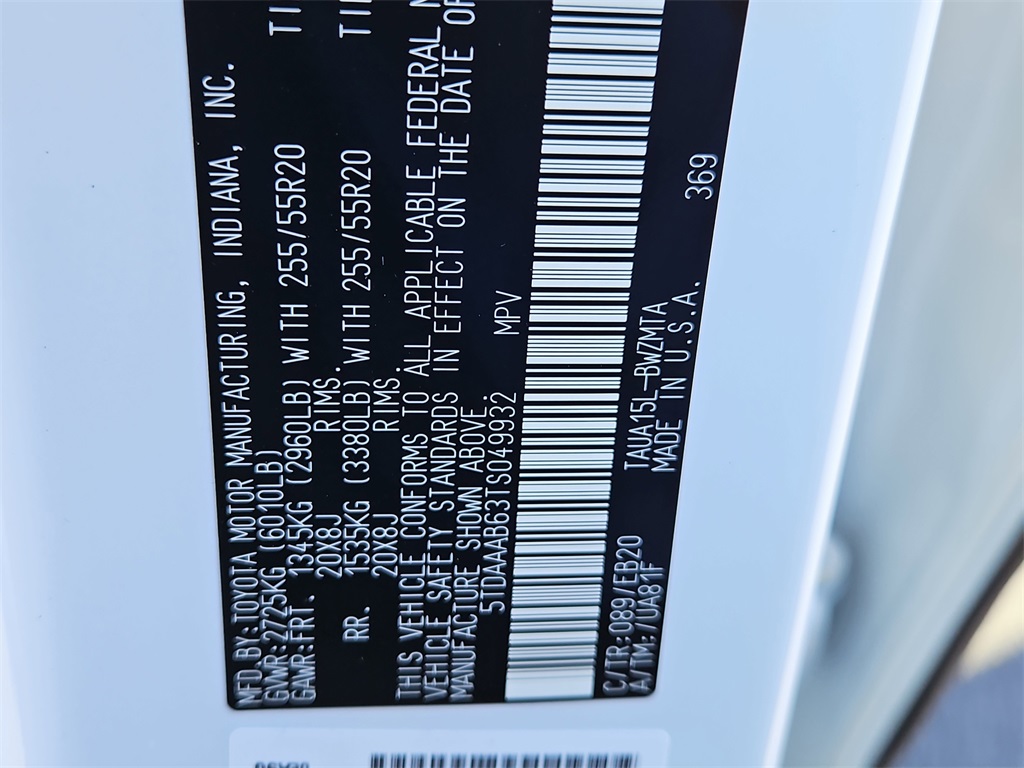 MFD.BY:TOYOTA MOTOR MANUFACTURING, INDIANA, INC.
GVWR:2725KG (6010LB)
GAWR:FRT. 1345KG (2960LB) WITH 255/55R20 TI
20X8J RIMS.
RR. 1535KG (3380LB) WITH 255/55R20 TI
20X8J RIMS.
THIS VEHICLE CONFORMS TO ALL APPLICABLE FEDERAL
VEHICLE SAFETY STANDARDS IN EFFECT ON THE DATE OF
MANUFACTURE SHOWN ABOVE.
5TDAAAB63TS049932 MPV
369
C/TR:089/EB20 TAUA15L-BWZMTA
A/TM:/UA81F MADE IN U.S.A.